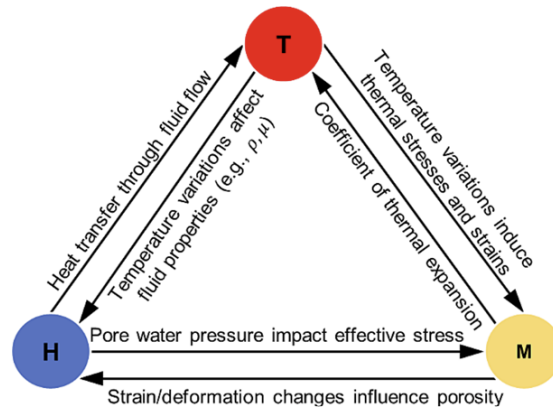 T
Heat transfer through fluid flow
Temperature variations affect
fluid properties (e.g., ρ, μ)
Temperature variations induce
thermal stresses and strains
Coefficient of thermal expansion
H
Pore water pressure impact effective stress
M
Strain/deformation changes influence porosity